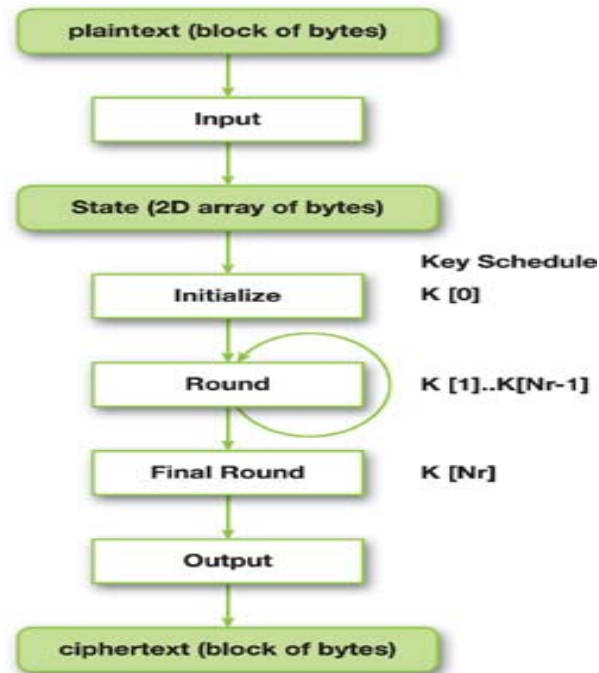 plaintext (block of bytes)
Input
State (2D array of bytes)
Key Schedule
Initialize
K [0]
Round
K [1]..K[Nr-1]
Final Round
K [Nr]
Output
ciphertext (block of bytes)